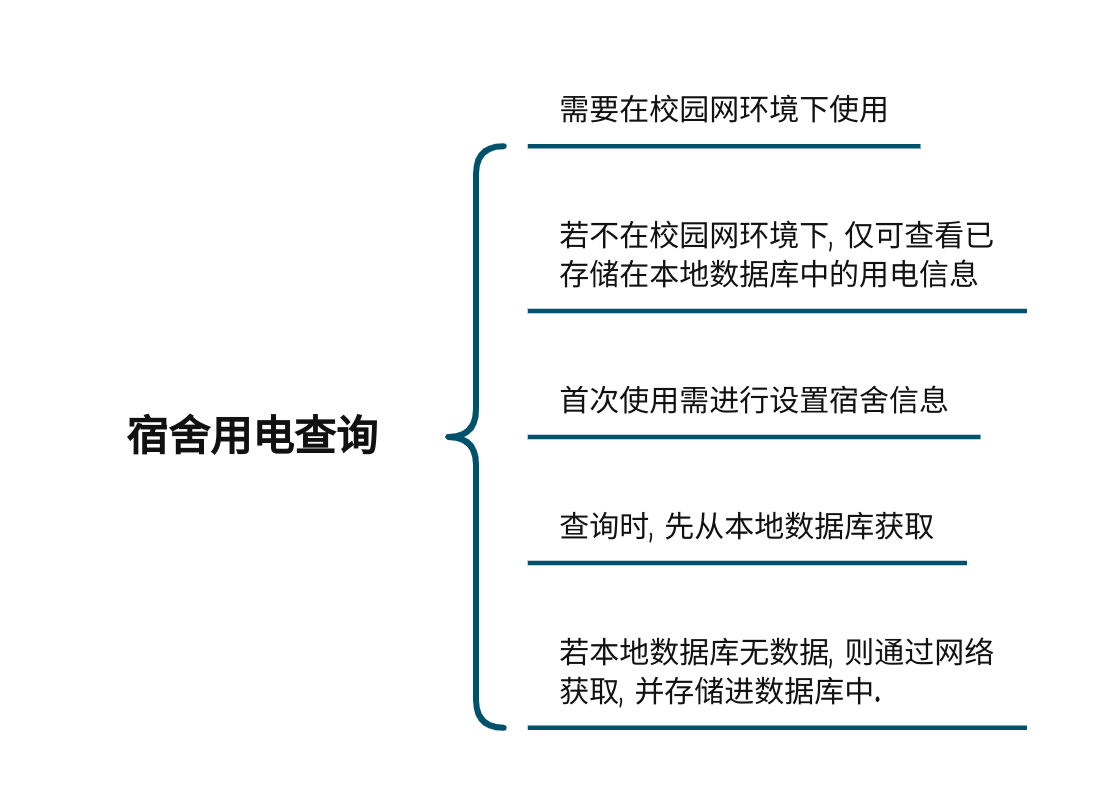 需要在校园网环境下使用
若不在校园网环境下, 仅可查看已
存储在本地数据库中的用电信息
首次使用需进行设置宿舍信息
宿舍用电查询
查询时, 先从本地数据库获取
若本地数据库无数据, 则通过网络
获取, 并存储进数据库中.